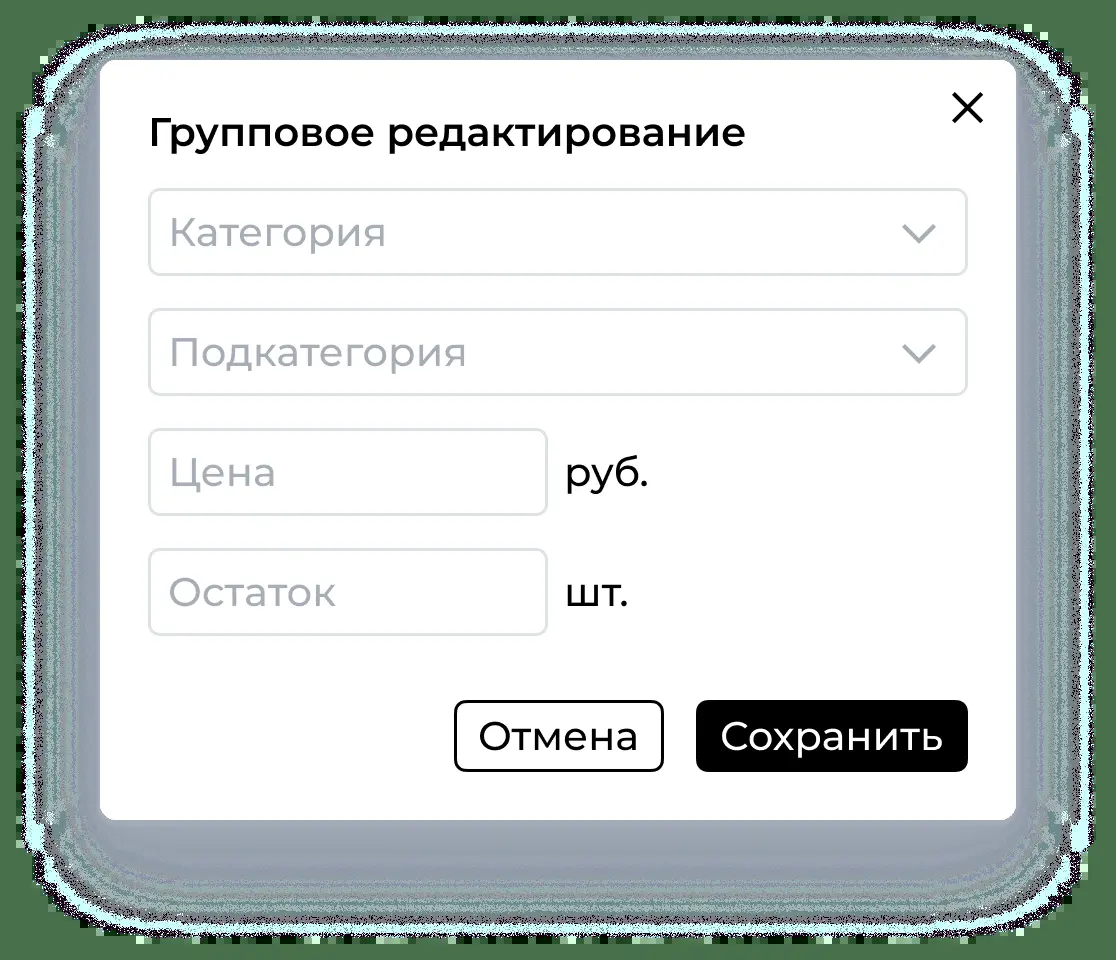 Групповое редактирование
Категория
Подкатегория
Цена руб.
Остаток шт.
Отмена Сохранить